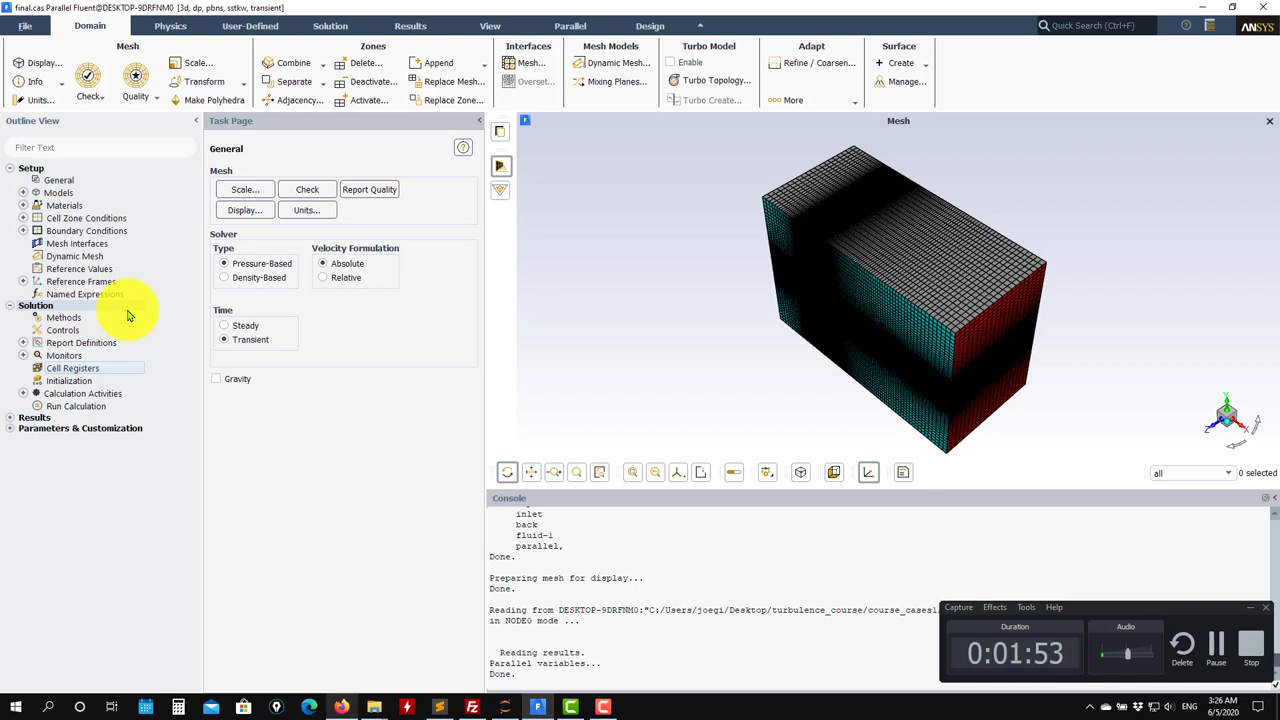 final.cas Parallel Fluent@DESKTOP-9DRFNM0 [3d, dp, pbns, sstkw, transient]
File Domain Physics User-Defined Solution Results View Parallel Design Quick Search (Ctrl+F) ANSYS
Mesh Zones Interfaces Mesh Models Turbo Model Adapt Surface
Display... Scale... Combine Delete... Append Mesh... Dynamic Mesh... Enable Refine / Coarsen... Create
Info Transform Separate Deactivate... Replace Mesh... Overset... Mixing Planes... Turbo Topology... Manage...
Units... Check Quality Make Polyhedra Adjacency... Activate... Replace Zone... Turbo Create... More
Outline View
Filter Text
Setup
General
Models
Materials
Cell Zone Conditions
Boundary Conditions
Mesh Interfaces
Dynamic Mesh
Reference Values
Reference Frames
Named Expressions
Solution
Methods
Controls
Report Definitions
Monitors
Cell Registers
Initialization
Calculation Activities
Run Calculation
Results
Parameters & Customization
Task Page
General
Mesh
Scale... Check Report Quality
Display... Units...
Solver
Type Velocity Formulation
Pressure-Based Absolute
Density-Based Relative
Time
Steady
Transient
Gravity
Mesh
Y
Z X
all 0 selected
Console
inlet
back
fluid-1
parallel,
Done.
Preparing mesh for display...
Done.
Reading from DESKTOP-9DRFNM0:"C:/Users/joegi/Desktop/turbulence_course/course_cases1
in NODE0 mode ...
Reading results.
Parallel variables...
Done.
Capture Effects Tools Help
Duration Audio
0:01:53
Delete Pause Stop
ENG
3:26 AM
6/5/2020